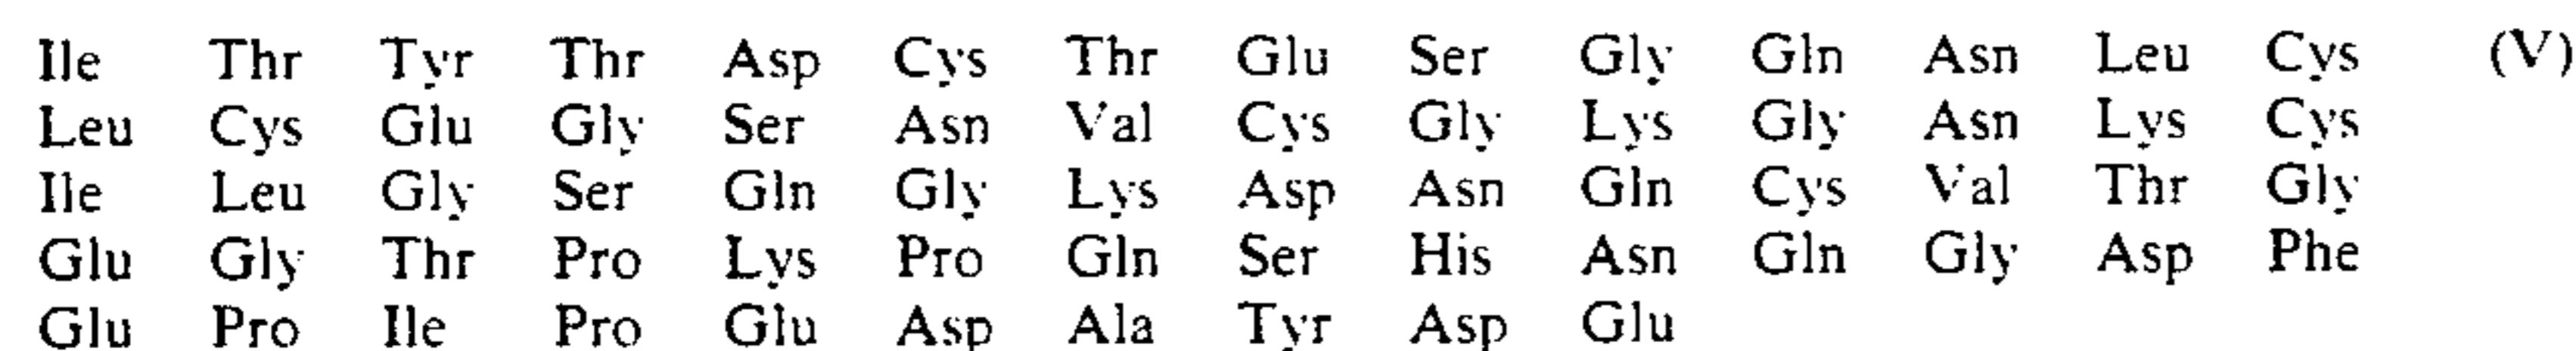 Ile Thr Tyr Thr Asp Cys Thr Glu Ser Gly Gln Asn Leu Cys (V)
Leu Cys Glu Gly Ser Asn Val Cys Gly Lys Gly Asn Lys Cys
Ile Leu Gly Ser Gln Gly Lys Asp Asn Gln Cys Val Thr Gly
Glu Gly Thr Pro Lys Pro Gln Ser His Asn Gln Gly Asp Phe
Glu Pro Ile Pro Glu Asp Ala Tyr Asp Glu